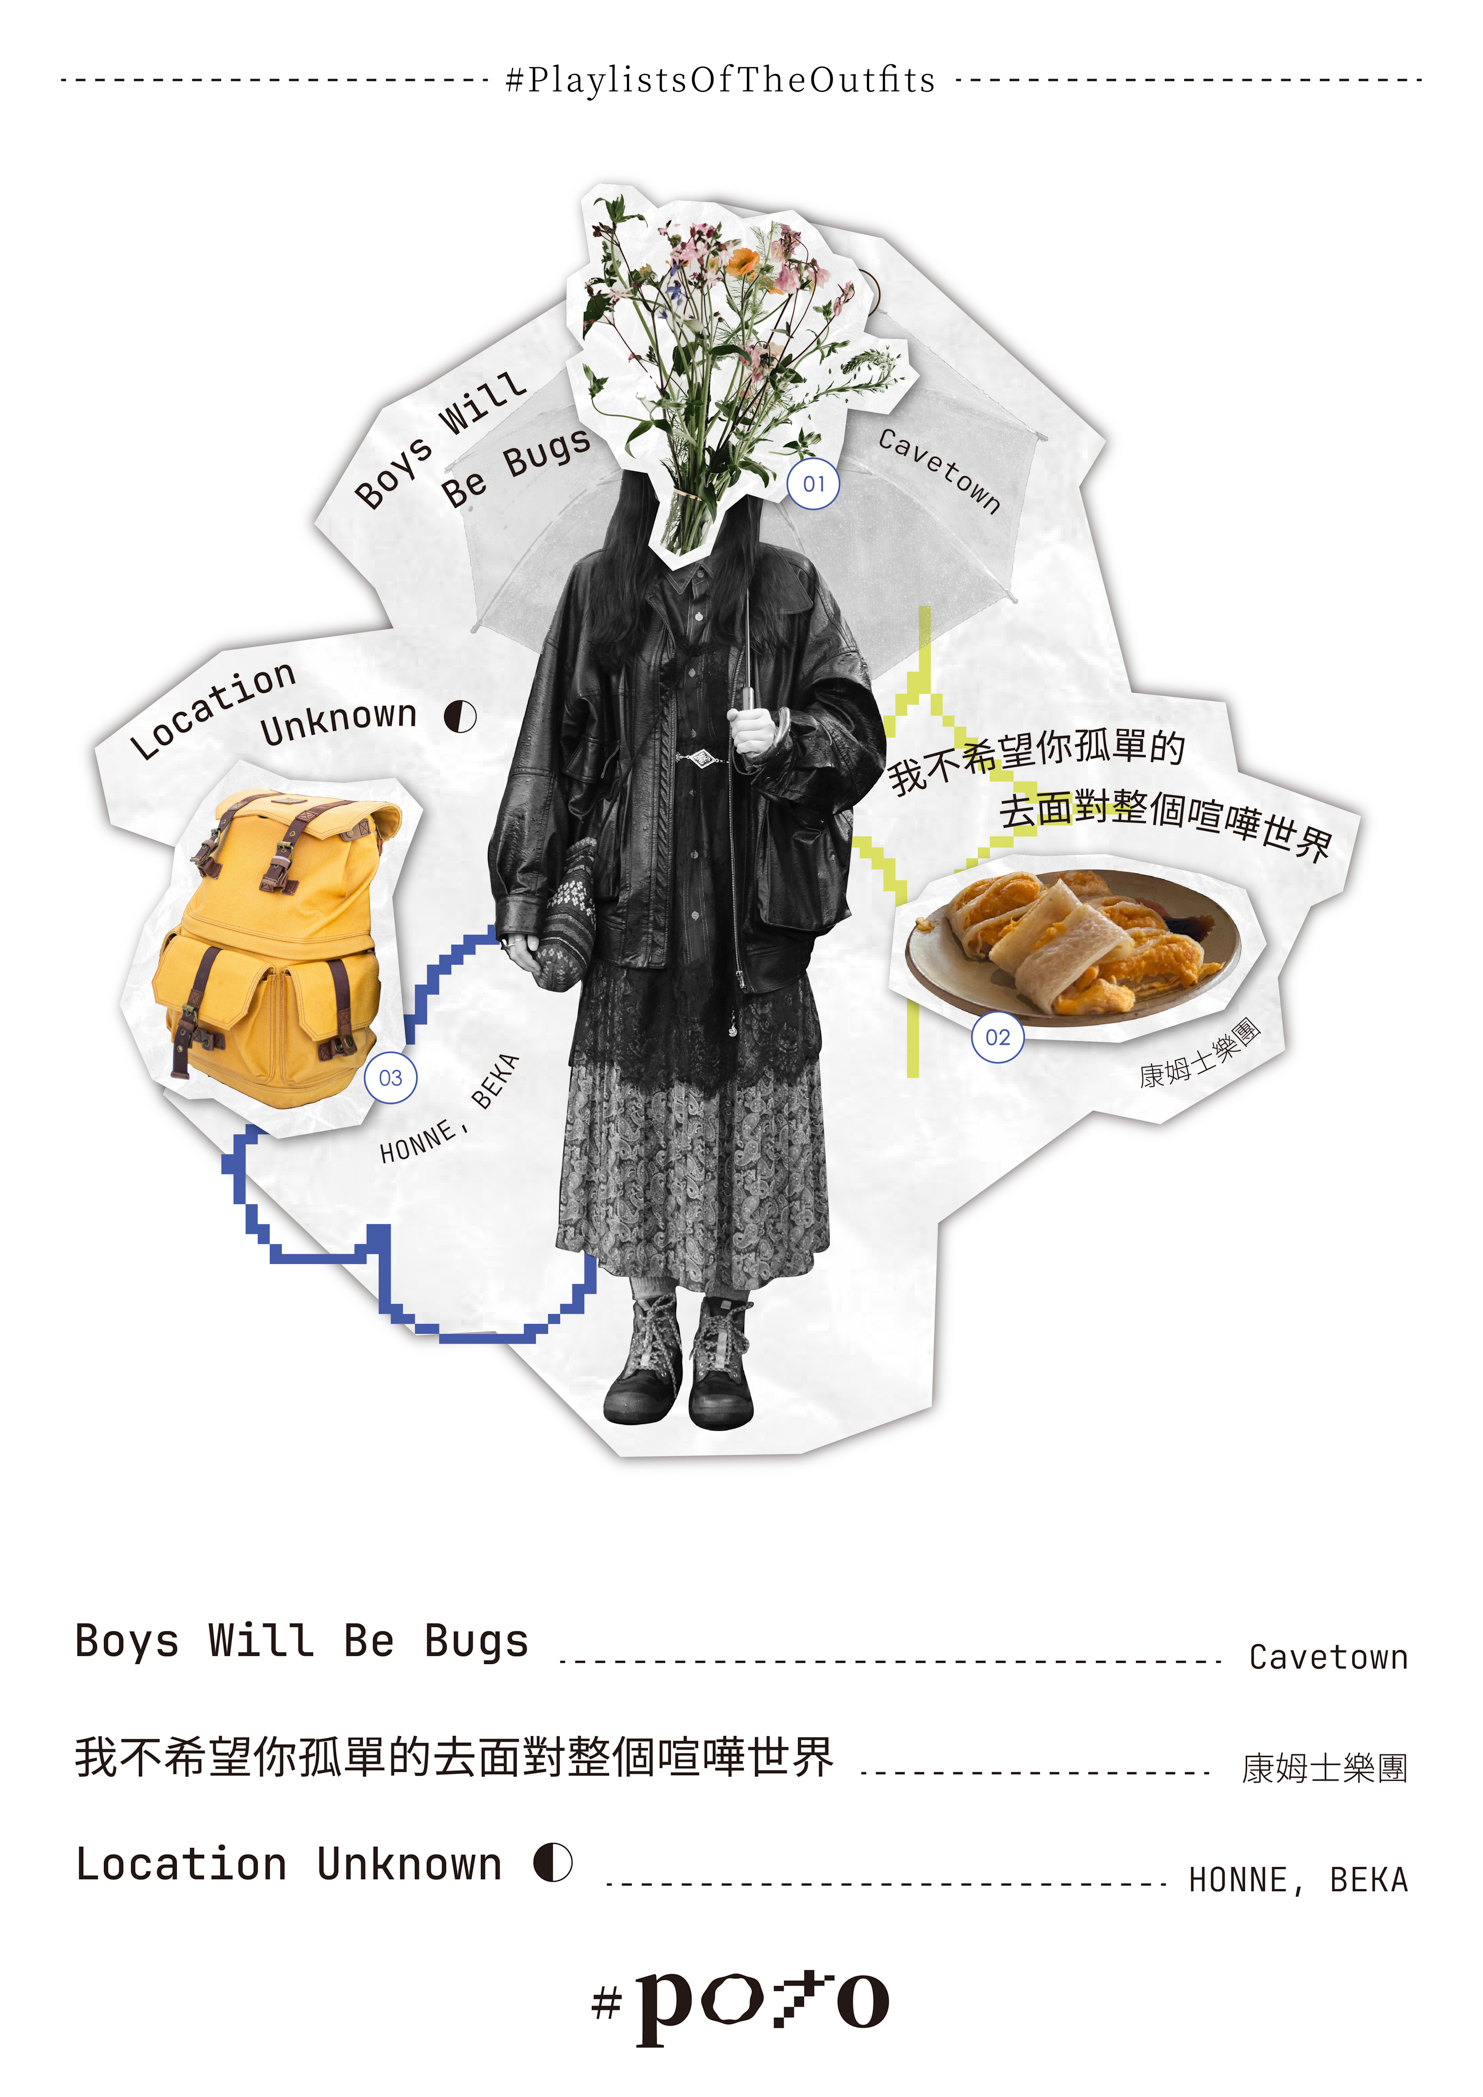 #PlaylistsOfTheOutfits
Boys Will
Be Bugs
01
Cavetown
Location
Unknown ◐
我不希望你孤單的
去面對整個喧嘩世界
02
康姆士樂團
03
HONNE, BEKA
Boys Will Be Bugs Cavetown
我不希望你孤單的去面對整個喧嘩世界 康姆士樂團
Location Unknown ◐ HONNE, BEKA
#poto